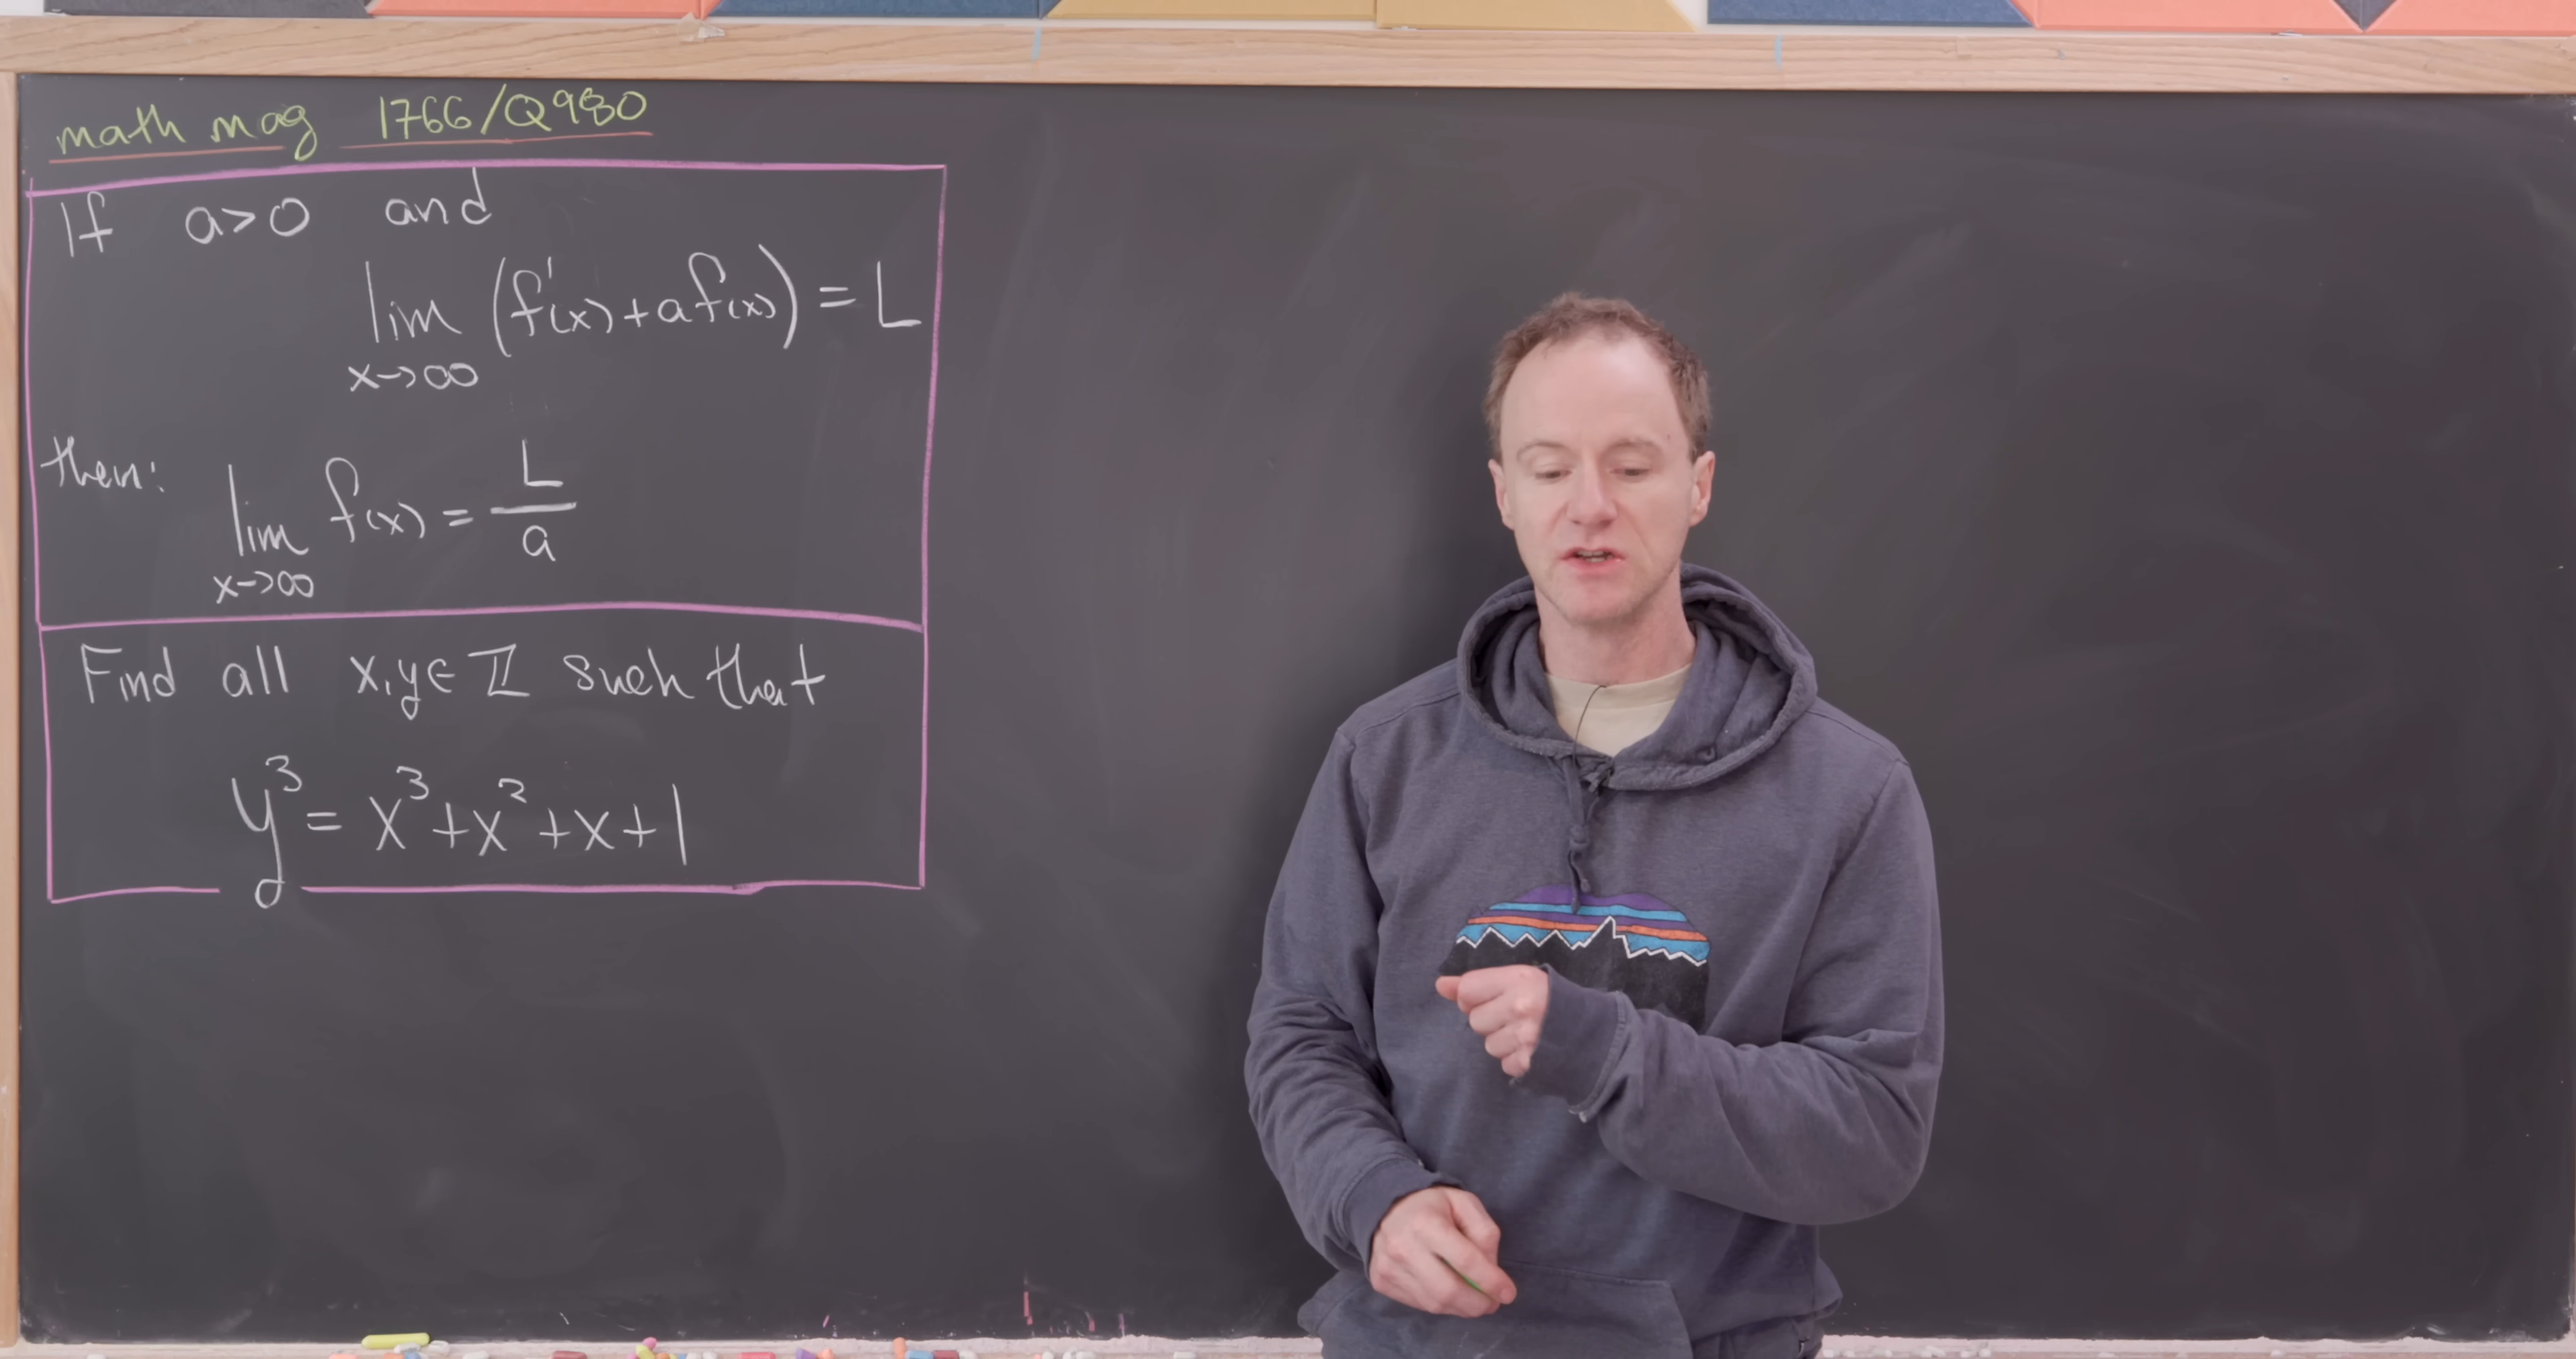 math mag 1766/Q980
If a>0 and
lim (f'(x)+af(x)) = L
x→∞
then: lim f(x) = L/a
x→∞
Find all x,y∈ℤ such that
y³ = x³+x²+x+1